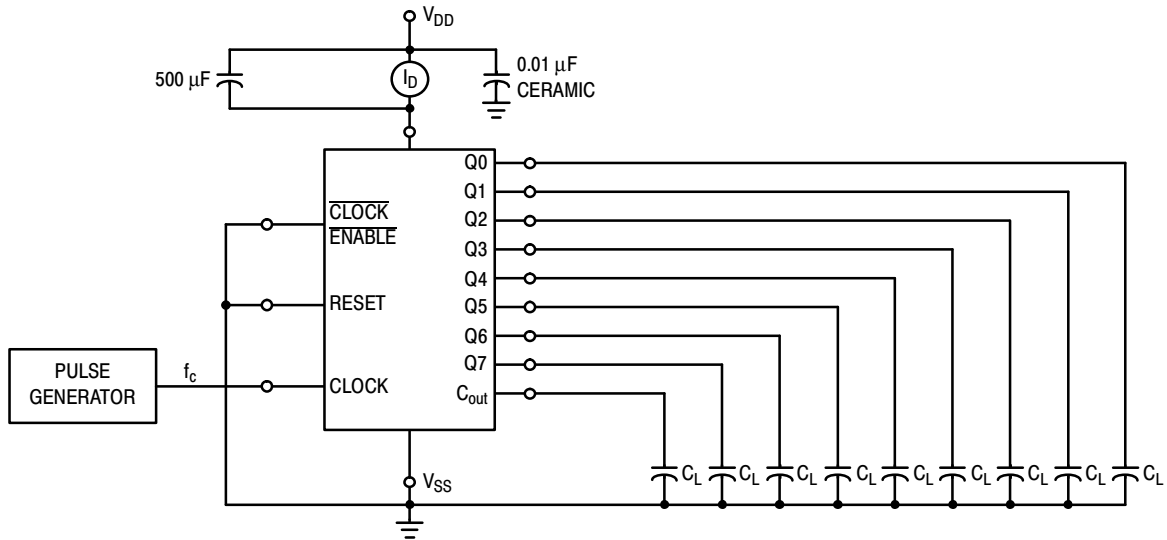 V_DD
500 μF
I_D
0.01 μF
CERAMIC
Q0
Q1
Q2
Q3
Q4
Q5
Q6
Q7
C_out
CLOCK
ENABLE
RESET
CLOCK
PULSE
GENERATOR
f_c
V_SS
C_L C_L C_L C_L C_L C_L C_L C_L C_L